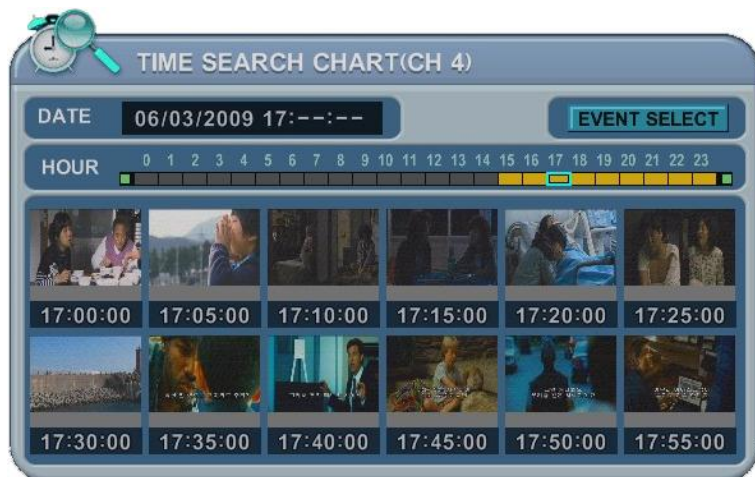 TIME SEARCH CHART(CH 4)
DATE 06/03/2009 17:--:-- EVENT SELECT
HOUR 0 1 2 3 4 5 6 7 8 9 10 11 12 13 14 15 16 17 18 19 20 21 22 23
17:00:00 17:05:00 17:10:00 17:15:00 17:20:00 17:25:00
17:30:00 17:35:00 17:40:00 17:45:00 17:50:00 17:55:00